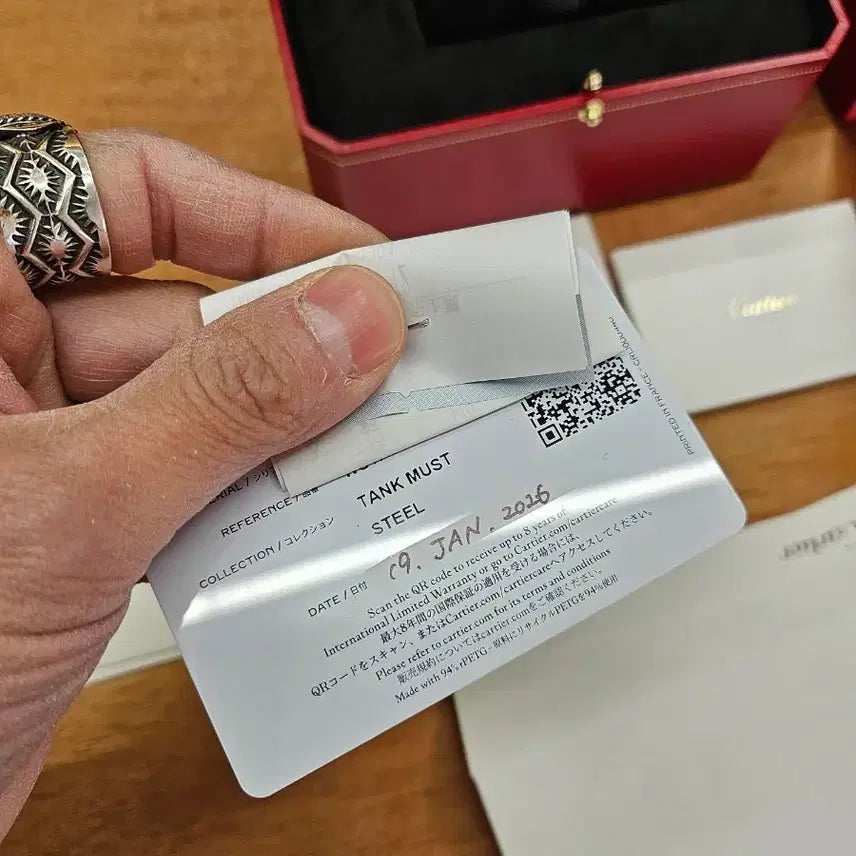 Cartier
PRINTED IN FRANCE
REFERENCE / 品番
COLLECTION / コレクション
TANK MUST
STEEL
DATE / 日付
19. JAN. 2026
Scan the QR code to receive up to 8 years of
International Limited Warranty or go to Cartier.com/cartiercare
最大8年間の国際保証の適用を受ける場合には、
QRコードをスキャン、またはCartier.com/cartiercareへアクセスしてください。
Please refer to cartier.com for its terms and conditions
販売規約についてはcartier.comをご確認ください。
Made with 94% rPETG - 原料にリサイクルPETGを94%使用
Cartier